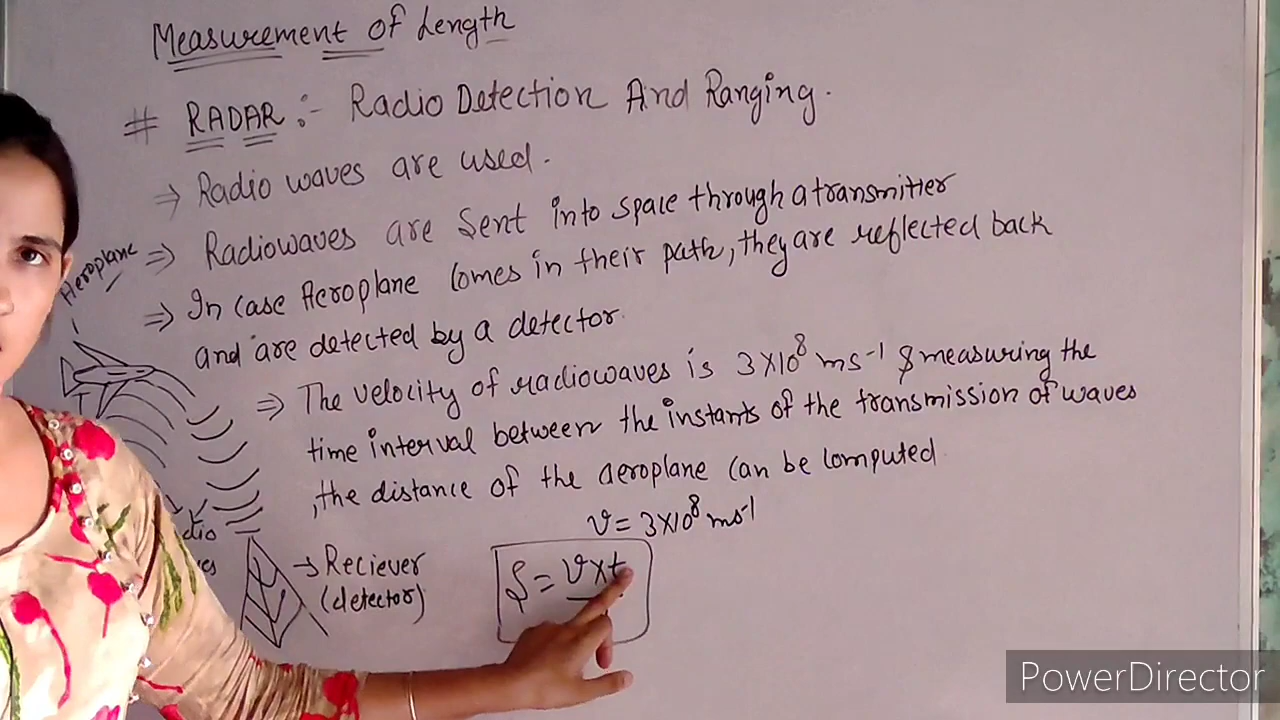 Measurement of Length
# RADAR :- Radio Detection And Ranging.
⇒ Radio waves are used.
⇒ Radiowaves are sent into space through a transmitter
⇒ In case Aeroplane comes in their path, they are reflected back
and are detected by a detector.
⇒ The velocity of radiowaves is 3×10⁸ ms⁻¹ & measuring the
time interval between the instants of the transmission of waves
, the distance of the aeroplane can be computed
v = 3×10⁸ ms⁻¹
S = v×t
Aeroplane
→ Reciever
(detector)
PowerDirector